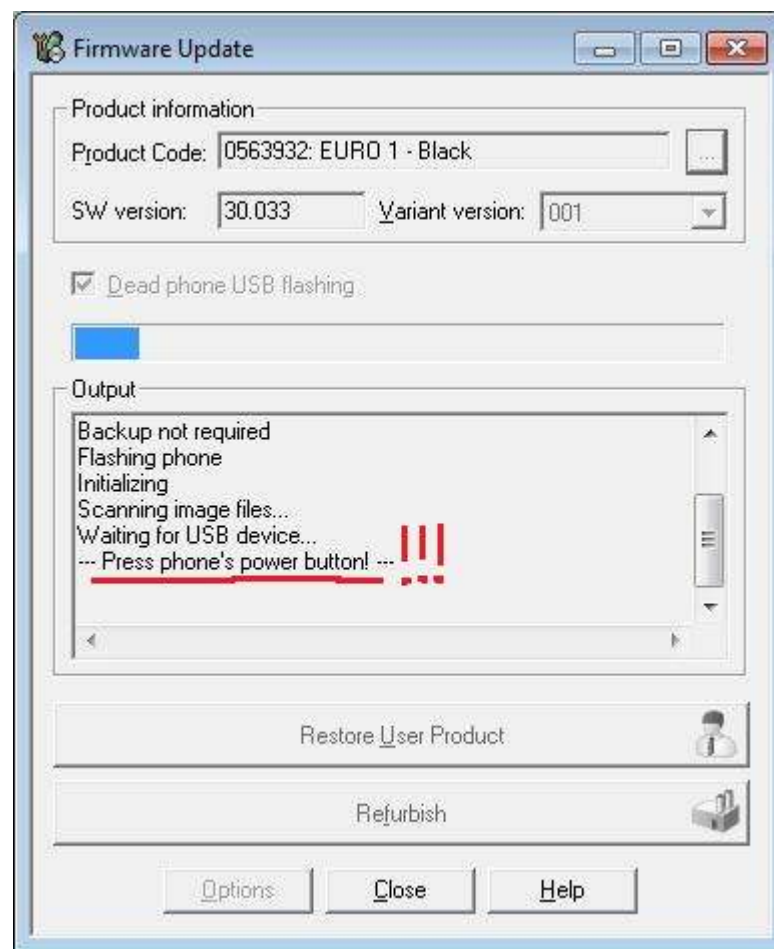 Firmware Update
Product information
Product Code: 0563932: EURO 1 - Black ...
SW version: 30.033 Variant version: 001
Dead phone USB flashing
Output
Backup not required
Flashing phone
Initializing
Scanning image files...
Waiting for USB device...
--- Press phone's power button! --- !!!
Restore User Product
Refurbish
Options Close Help